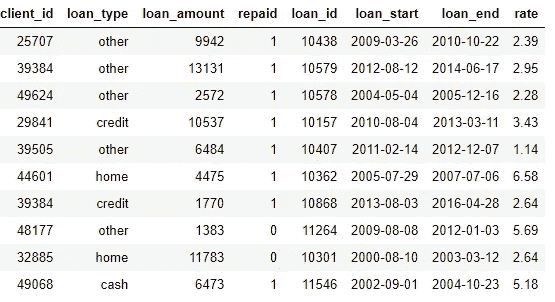 client_id loan_type loan_amount repaid loan_id loan_start loan_end rate
25707 other 9942 1 10438 2009-03-26 2010-10-22 2.39
39384 other 13131 1 10579 2012-08-12 2014-06-17 2.95
49624 other 2572 1 10578 2004-05-04 2005-12-16 2.28
29841 credit 10537 1 10157 2010-08-04 2013-03-11 3.43
39505 other 6484 1 10407 2011-02-14 2012-12-07 1.14
44601 home 4475 1 10362 2005-07-29 2007-07-06 6.58
39384 credit 1770 1 10868 2013-08-03 2016-04-28 2.64
48177 other 1383 0 11264 2009-08-08 2012-01-03 5.69
32885 home 11783 0 10301 2000-08-10 2003-03-12 2.64
49068 cash 6473 1 11546 2002-09-01 2004-10-23 5.18